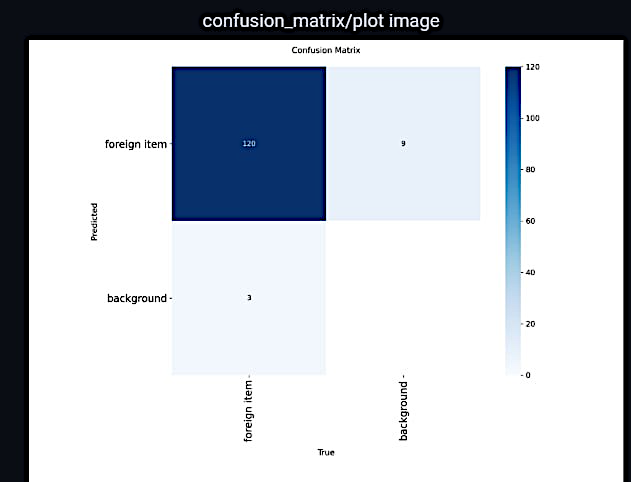 confusion_matrix/plot image
Confusion Matrix
120
100
80
60
40
20
0
foreign item
120
9
Predicted
background
3
foreign item
background
True